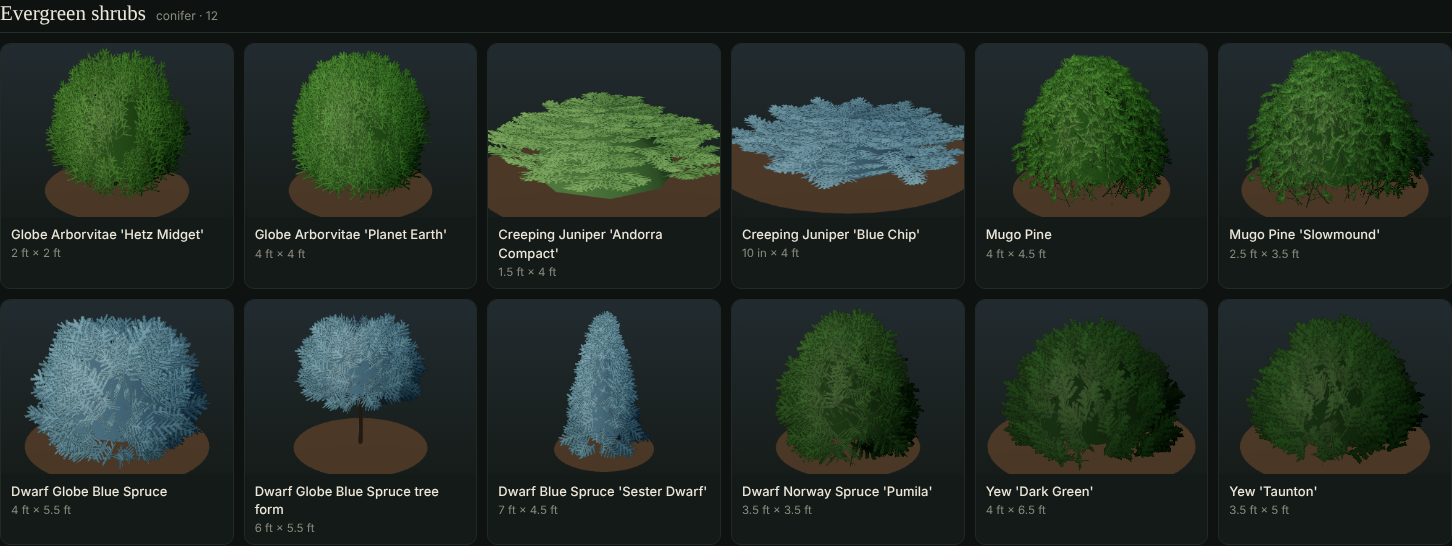 Evergreen shrubs conifer · 12
Globe Arborvitae 'Hetz Midget'
2 ft × 2 ft
Globe Arborvitae 'Planet Earth'
4 ft × 4 ft
Creeping Juniper 'Andorra
Compact'
1.5 ft × 4 ft
Creeping Juniper 'Blue Chip'
10 in × 4 ft
Mugo Pine
4 ft × 4.5 ft
Mugo Pine 'Slowmound'
2.5 ft × 3.5 ft
Dwarf Globe Blue Spruce
4 ft × 5.5 ft
Dwarf Globe Blue Spruce tree
form
6 ft × 5.5 ft
Dwarf Blue Spruce 'Sester Dwarf'
7 ft × 4.5 ft
Dwarf Norway Spruce 'Pumila'
3.5 ft × 3.5 ft
Yew 'Dark Green'
4 ft × 6.5 ft
Yew 'Taunton'
3.5 ft × 5 ft